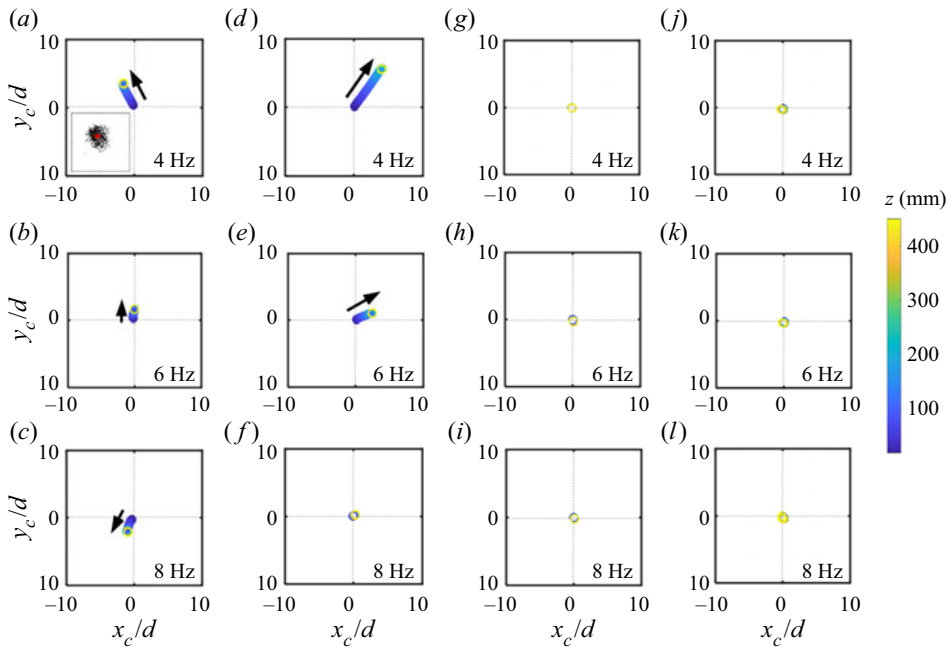 (a) (d) (g) (j)
10 10 10 10
y_c/d 0 0 0 0
4 Hz 4 Hz 4 Hz 4 Hz
10 10 10 10
–10 0 10 –10 0 10 –10 0 10 –10 0 10
z (mm)
400
300
200
100
(b) (e) (h) (k)
10 10 10 10
y_c/d 0 0 0 0
6 Hz 6 Hz 6 Hz 6 Hz
10 10 10 10
–10 0 10 –10 0 10 –10 0 10 –10 0 10
(c) (f) (i) (l)
10 10 10 10
y_c/d 0 0 0 0
8 Hz 8 Hz 8 Hz 8 Hz
10 10 10 10
–10 0 10 –10 0 10 –10 0 10 –10 0 10
x_c/d x_c/d x_c/d x_c/d